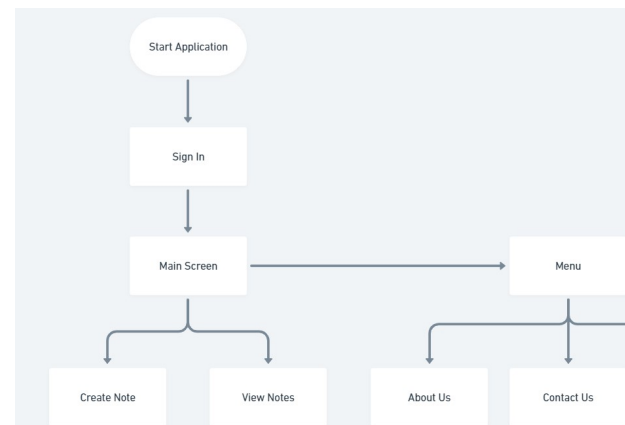 Start Application
Sign In
Main Screen
Menu
Create Note
View Notes
About Us
Contact Us